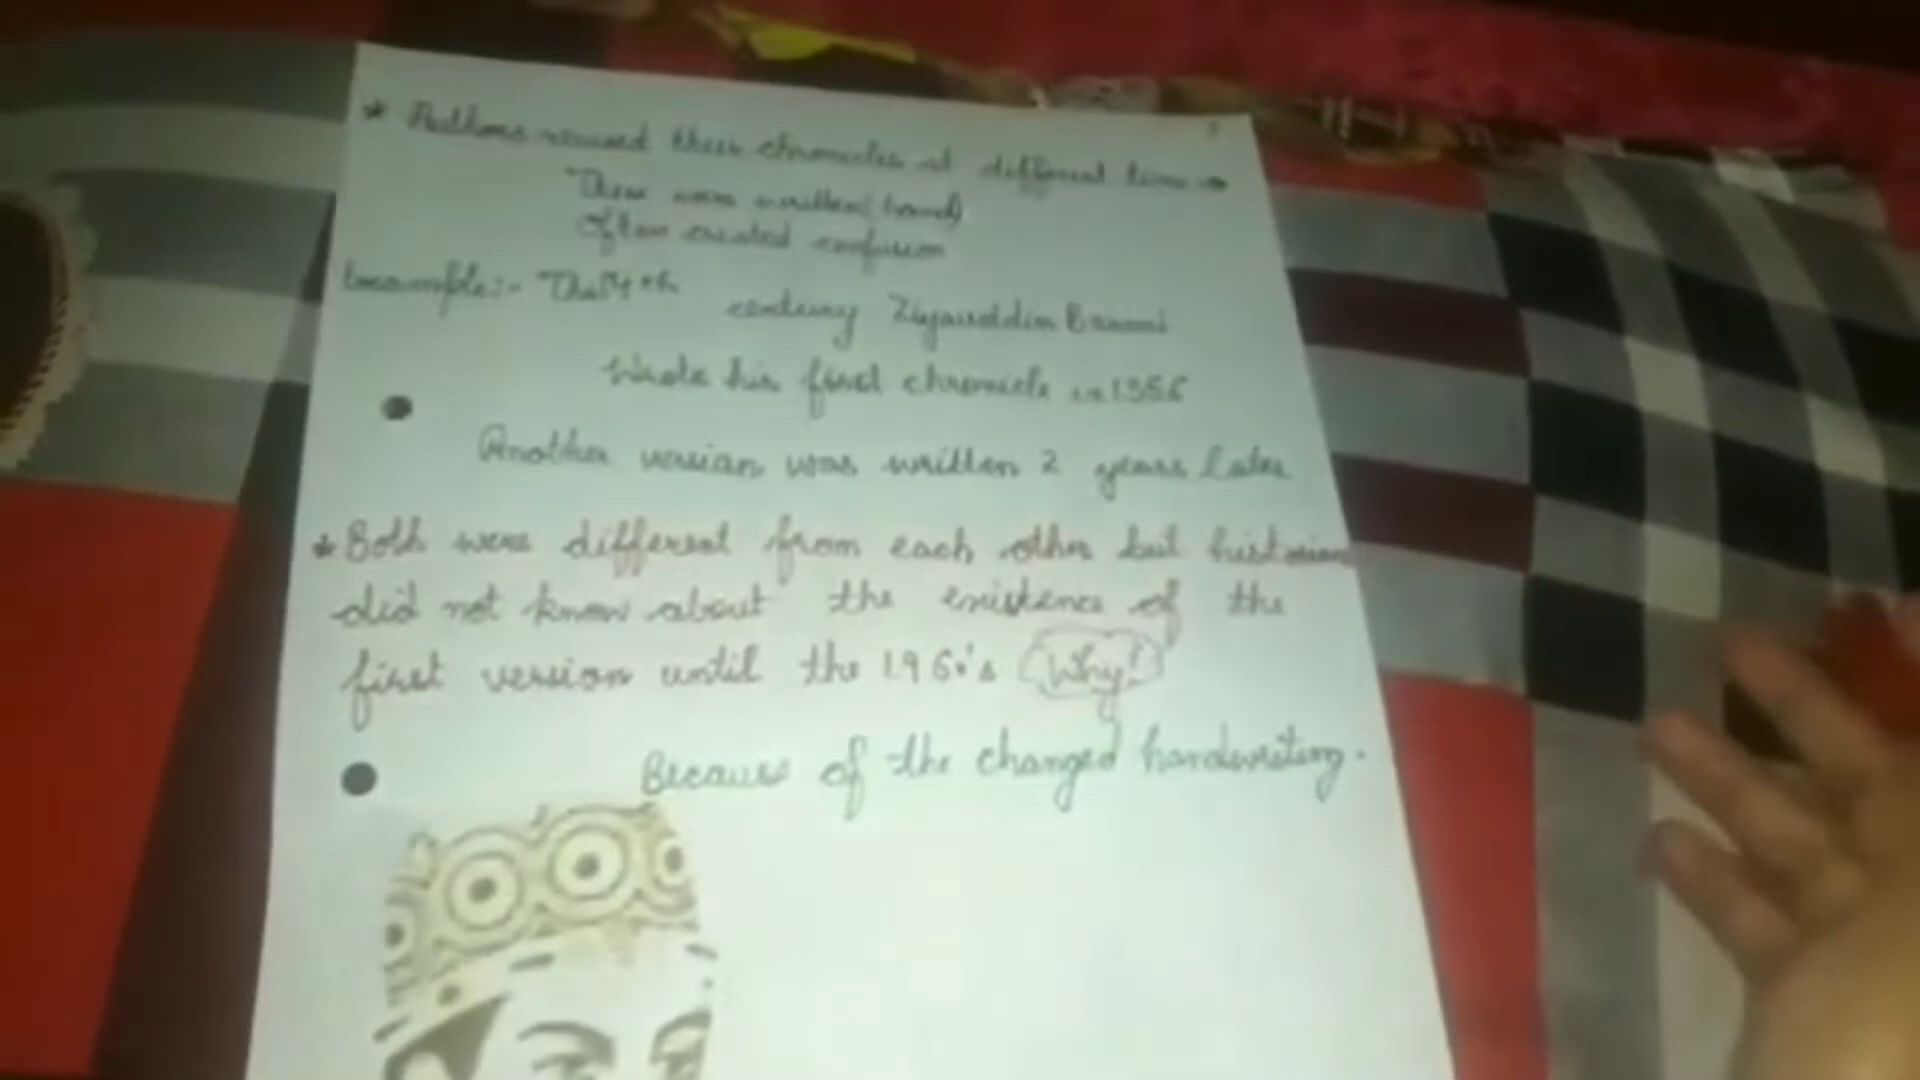 * Authors revised their chronicles at different times
These were written (hand)
Often created confusion
Example:- The 14th century Ziyauddin Barani
Wrote his first chronicle in 1356
Another version was written 2 years later
* Both were different from each other but historians
did not know about the existence of the
first version until the 1960's Why?
Because of the changed handwriting.